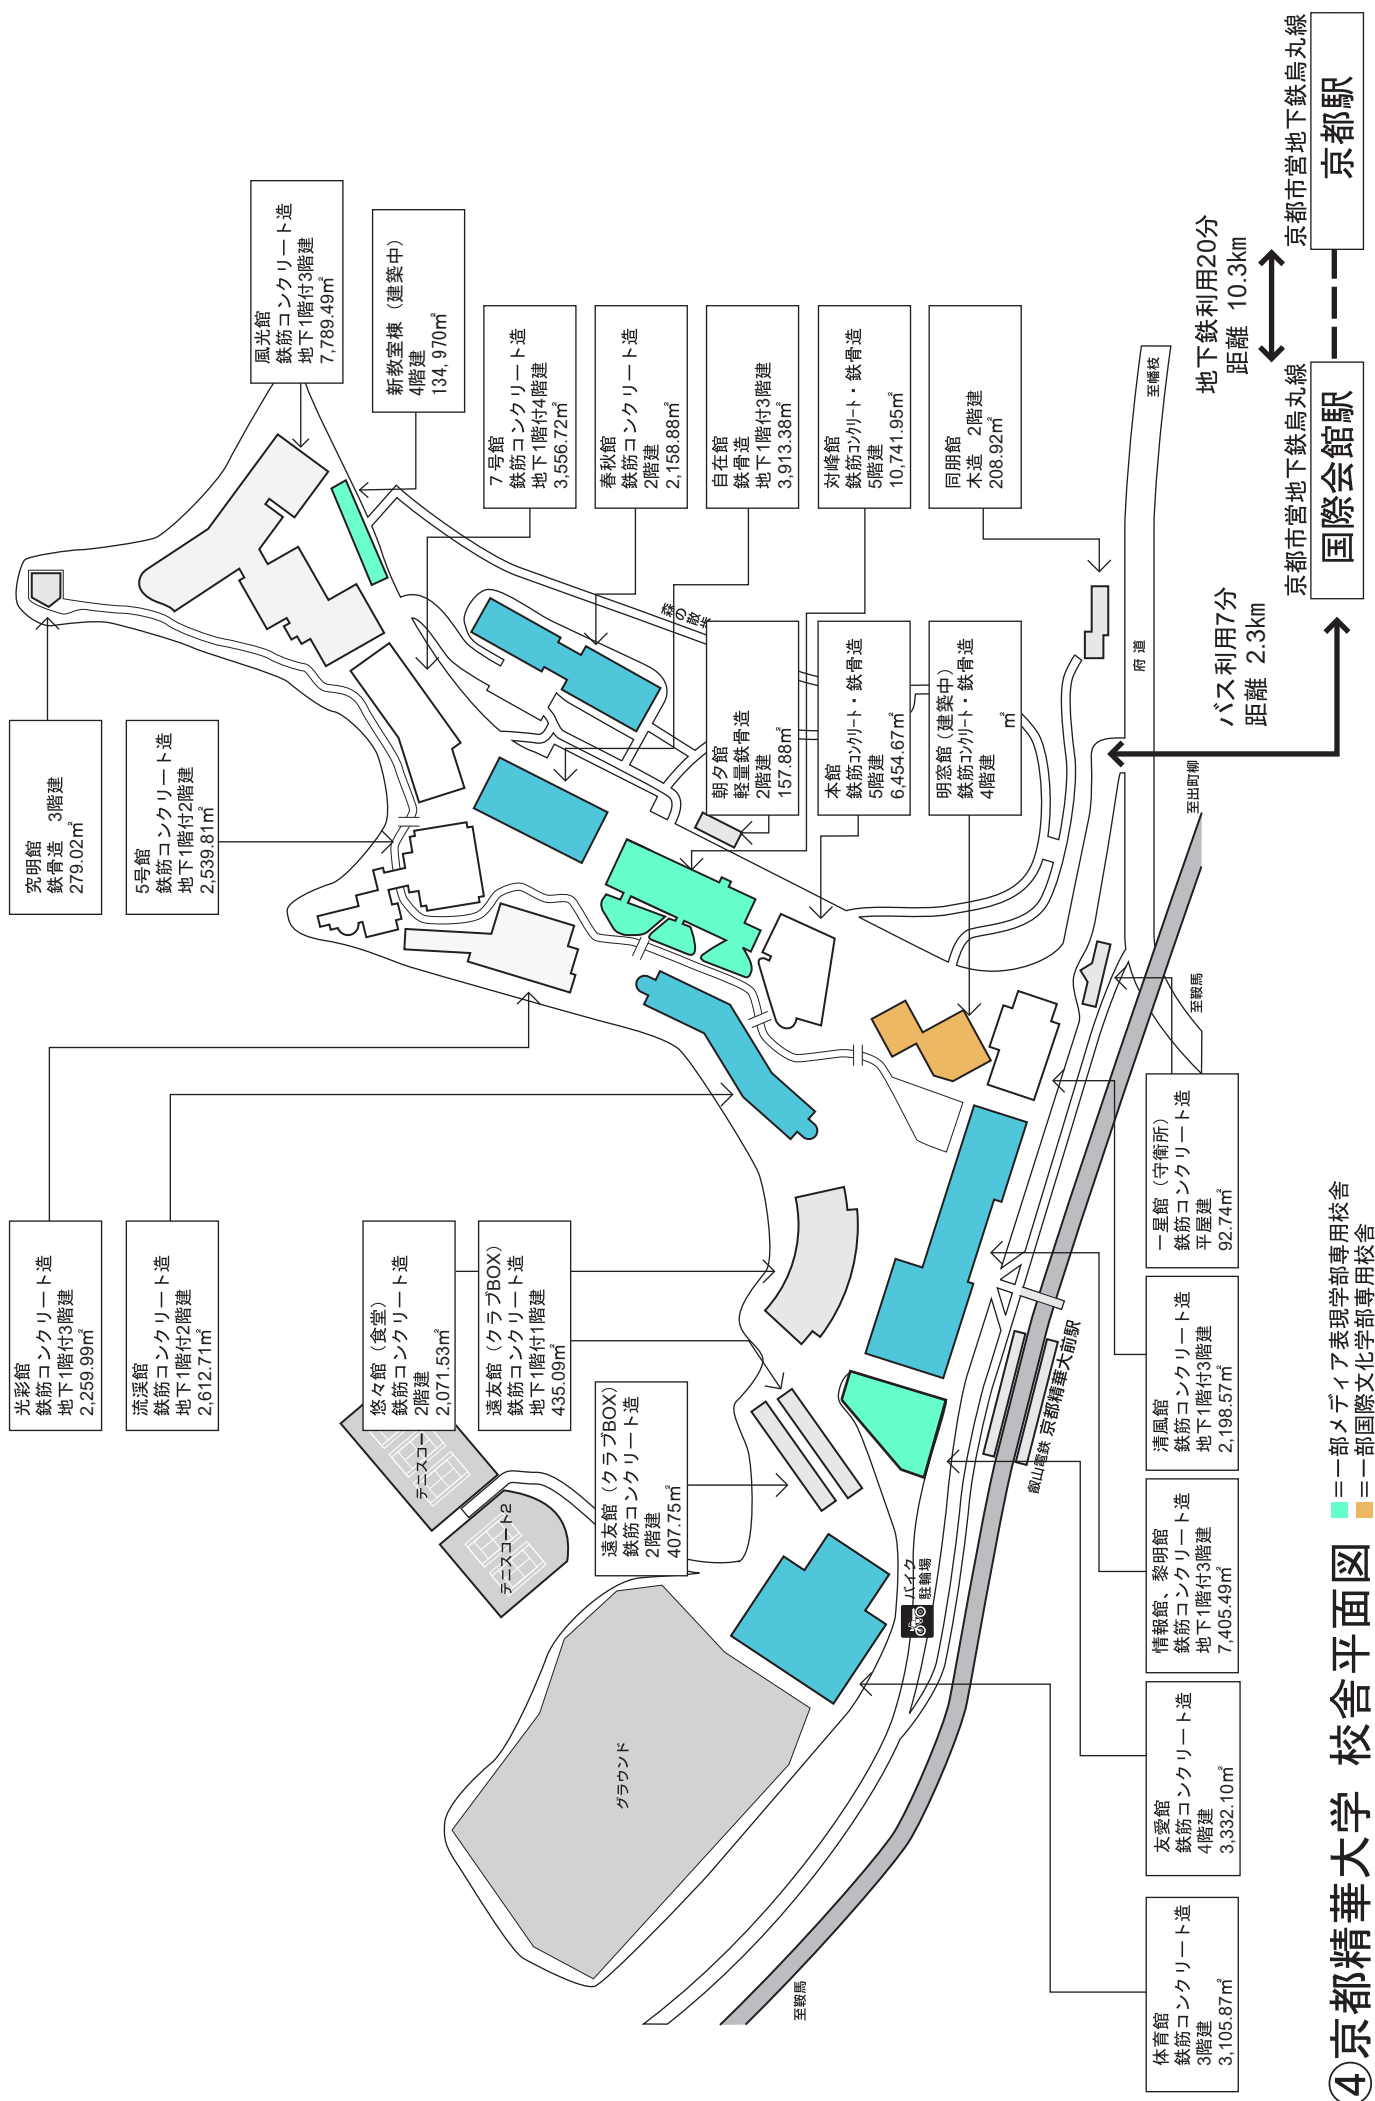 ④京都精華大学 校舎平面図
=一部メディア表現学部専用校舎
=一部国際文化学部専用校舎
光彩館
鉄筋コンクリート造
地下1階付3階建
2,259.99㎡
究明館
鉄骨造 3階建
279.02㎡
流渓館
鉄筋コンクリート造
地下1階付2階建
2,612.71㎡
5号館
鉄筋コンクリート造
地下1階付2階建
2,539.81㎡
風光館
鉄筋コンクリート造
地下1階付3階建
7,789.49㎡
新教室棟（建築中）
4階建
134,970㎡
7号館
鉄筋コンクリート造
地下1階付4階建
3,556.72㎡
春秋館
鉄筋コンクリート造
2階建
2,158.88㎡
自在館
鉄骨造
地下1階付3階建
3,913.38㎡
対峰館
鉄筋ｺﾝｸﾘｰﾄ・鉄骨造
5階建
10,741.95㎡
同朋館
木造 2階建
208.92㎡
悠々館（食堂）
鉄筋コンクリート造
2階建
2,071.53㎡
遠友館（クラブBOX）
鉄筋コンクリート造
地下1階付1階建
435.09㎡
遠友館（クラブBOX）
鉄筋コンクリート造
2階建
407.75㎡
朝夕館
軽量鉄骨造
2階建
157.88㎡
本館
鉄筋ｺﾝｸﾘｰﾄ・鉄骨造
5階建
6,454.67㎡
明窓館（建築中）
鉄筋ｺﾝｸﾘｰﾄ・鉄骨造
4階建
㎡
森の散歩
テニスコー
テニスコート2
グラウンド
バイク
駐輪場
叡山電鉄 京都精華大前駅
至鞍馬
至鞍馬
至出町柳
府道
至幡枝
体育館
鉄筋コンクリート造
3階建
3,105.87㎡
友愛館
鉄筋コンクリート造
4階建
3,332.10㎡
情報館、黎明館
鉄筋コンクリート造
地下1階付3階建
7,405.49㎡
清風館
鉄筋コンクリート造
地下1階付3階建
2,198.57㎡
一星館（守衛所）
鉄筋コンクリート造
平屋建
92.74㎡
バス利用7分
距離 2.3km
地下鉄利用20分
距離 10.3km
京都市営地下鉄烏丸線
国際会館駅
京都市営地下鉄烏丸線
京都駅